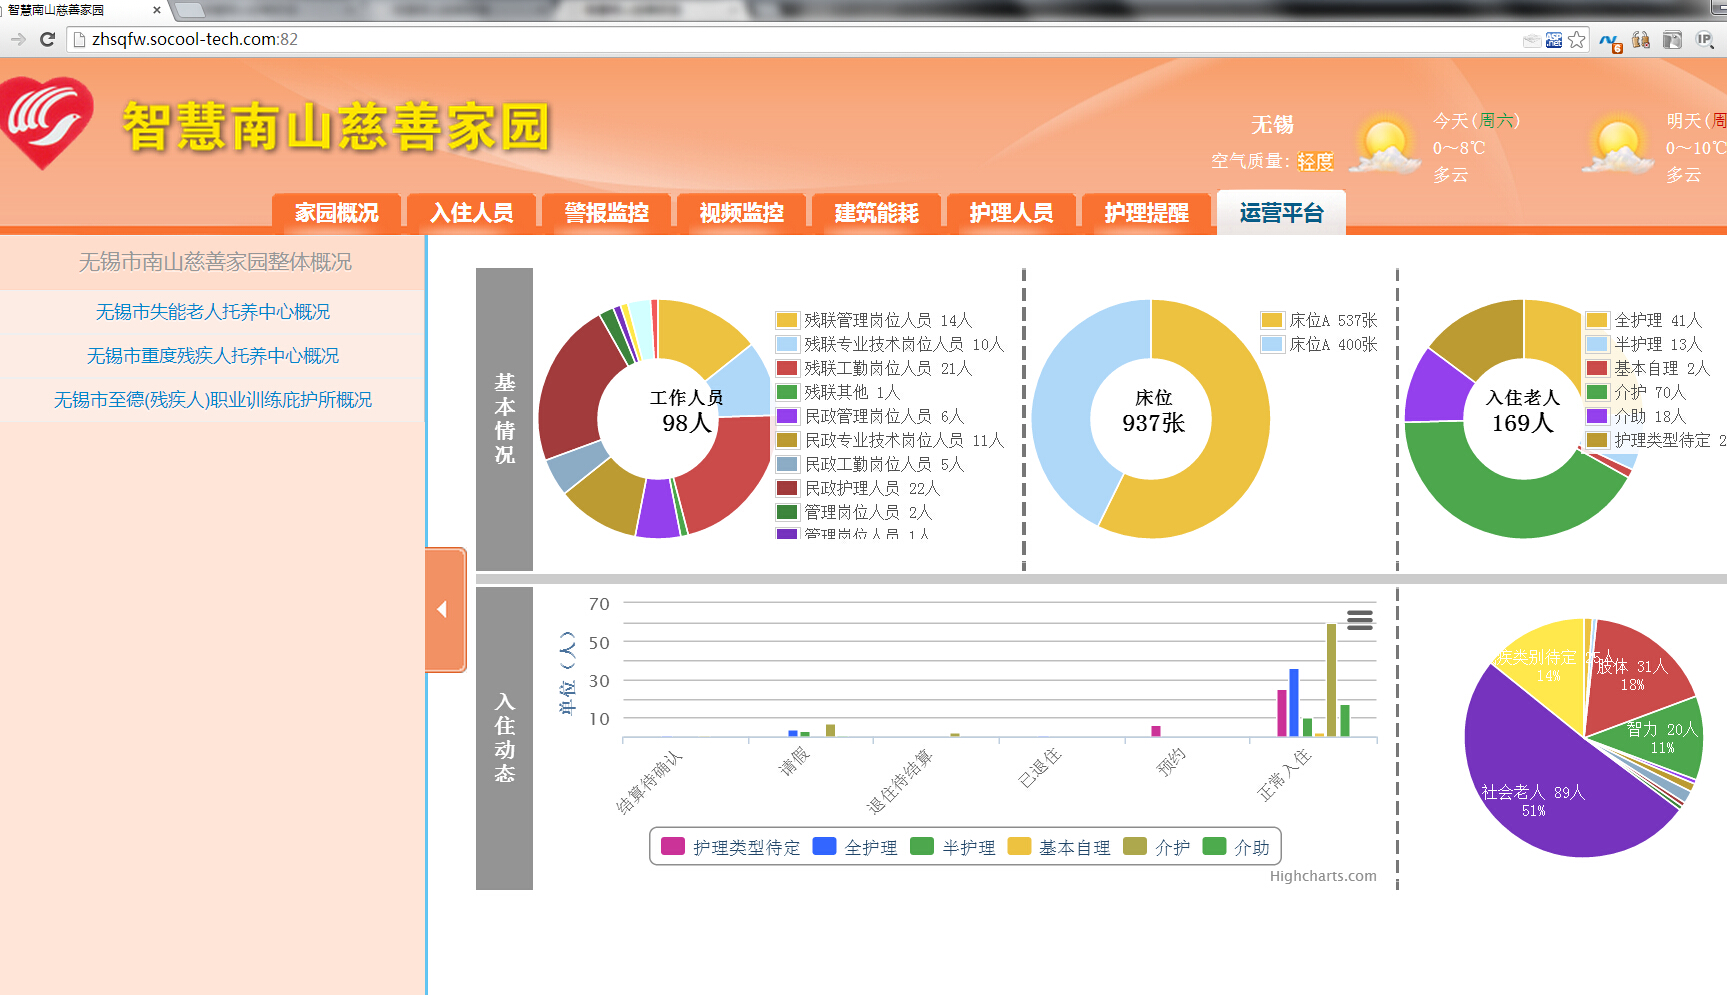 智慧南山慈善家园
zhsqfw.socool-tech.com:82
智慧南山慈善家园
无锡
空气质量：轻度
今天(周六)
0～8℃
多云
明天(周
0～10℃
多云
家园概况 入住人员 警报监控 视频监控 建筑能耗 护理人员 护理提醒 运营平台
无锡市南山慈善家园整体概况
无锡市失能老人托养中心概况
无锡市重度残疾人托养中心概况
无锡市至德(残疾人)职业训练庇护所概况
基本情况
工作人员
98人
残联管理岗位人员 14人
残联专业技术岗位人员 10人
残联工勤岗位人员 21人
残联其他 1人
民政管理岗位人员 6人
民政专业技术岗位人员 11人
民政工勤岗位人员 5人
民政护理人员 22人
管理岗位人员 2人
管理岗位人员 1人
床位
937张
床位A 537张
床位A 400张
入住老人
169人
全护理 41人
半护理 13人
基本自理 2人
介护 70人
介助 18人
护理类型待定 2
入住动态
单位（人）
70
50
30
10
结算待确认
请假
退住待结算
已退住
预约
正常入住
护理类型待定 全护理 半护理 基本自理 介护 介助
Highcharts.com
疾类别待定 25人
14%
肢体 31人
18%
智力 20人
11%
社会老人 89人
51%